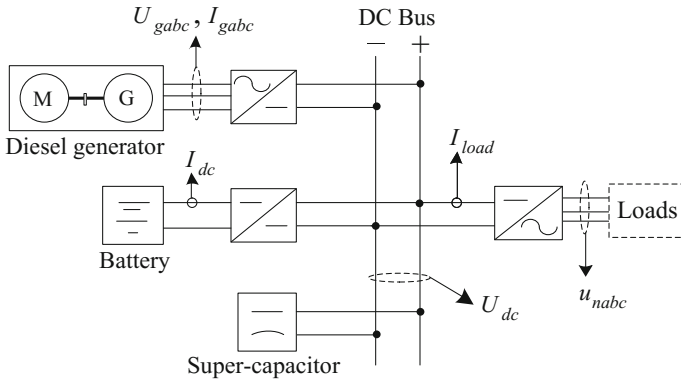 U_gabc , I_gabc
DC Bus
− +
M G
Diesel generator
I_dc
I_load
Loads
Battery
u_nabc
U_dc
Super-capacitor